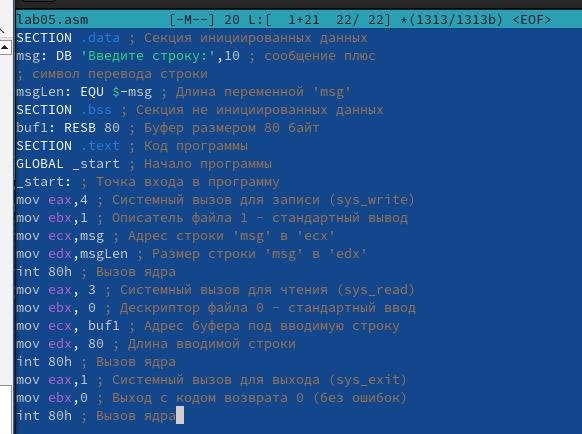 lab05.asm [-M--] 20 L:[ 1+21 22/ 22] *(1313/1313b) <EOF>
SECTION .data ; Секция инициированных данных
msg: DB 'Введите строку:',10 ; сообщение плюс
; символ перевода строки
msgLen: EQU $-msg ; Длина переменной 'msg'
SECTION .bss ; Секция не инициированных данных
buf1: RESB 80 ; Буфер размером 80 байт
SECTION .text ; Код программы
GLOBAL _start ; Начало программы
_start: ; Точка входа в программу
mov eax,4 ; Системный вызов для записи (sys_write)
mov ebx,1 ; Описатель файла 1 - стандартный вывод
mov ecx,msg ; Адрес строки 'msg' в 'ecx'
mov edx,msgLen ; Размер строки 'msg' в 'edx'
int 80h ; Вызов ядра
mov eax, 3 ; Системный вызов для чтения (sys_read)
mov ebx, 0 ; Дескриптор файла 0 - стандартный ввод
mov ecx, buf1 ; Адрес буфера под вводимую строку
mov edx, 80 ; Длина вводимой строки
int 80h ; Вызов ядра
mov eax,1 ; Системный вызов для выхода (sys_exit)
mov ebx,0 ; Выход с кодом возврата 0 (без ошибок)
int 80h ; Вызов ядра